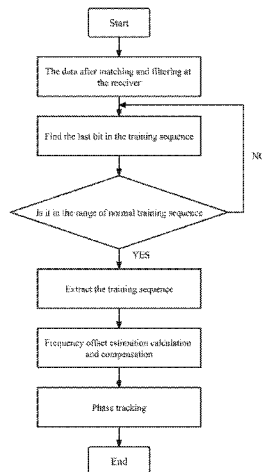 Start
The data after matching and filtering at
the receiver
Find the last bit in the training sequence
NO
Is it in the range of normal training sequence
YES
Extract the training sequence
Frequency offset estimation calculation
and compensation
Phase tracking
End